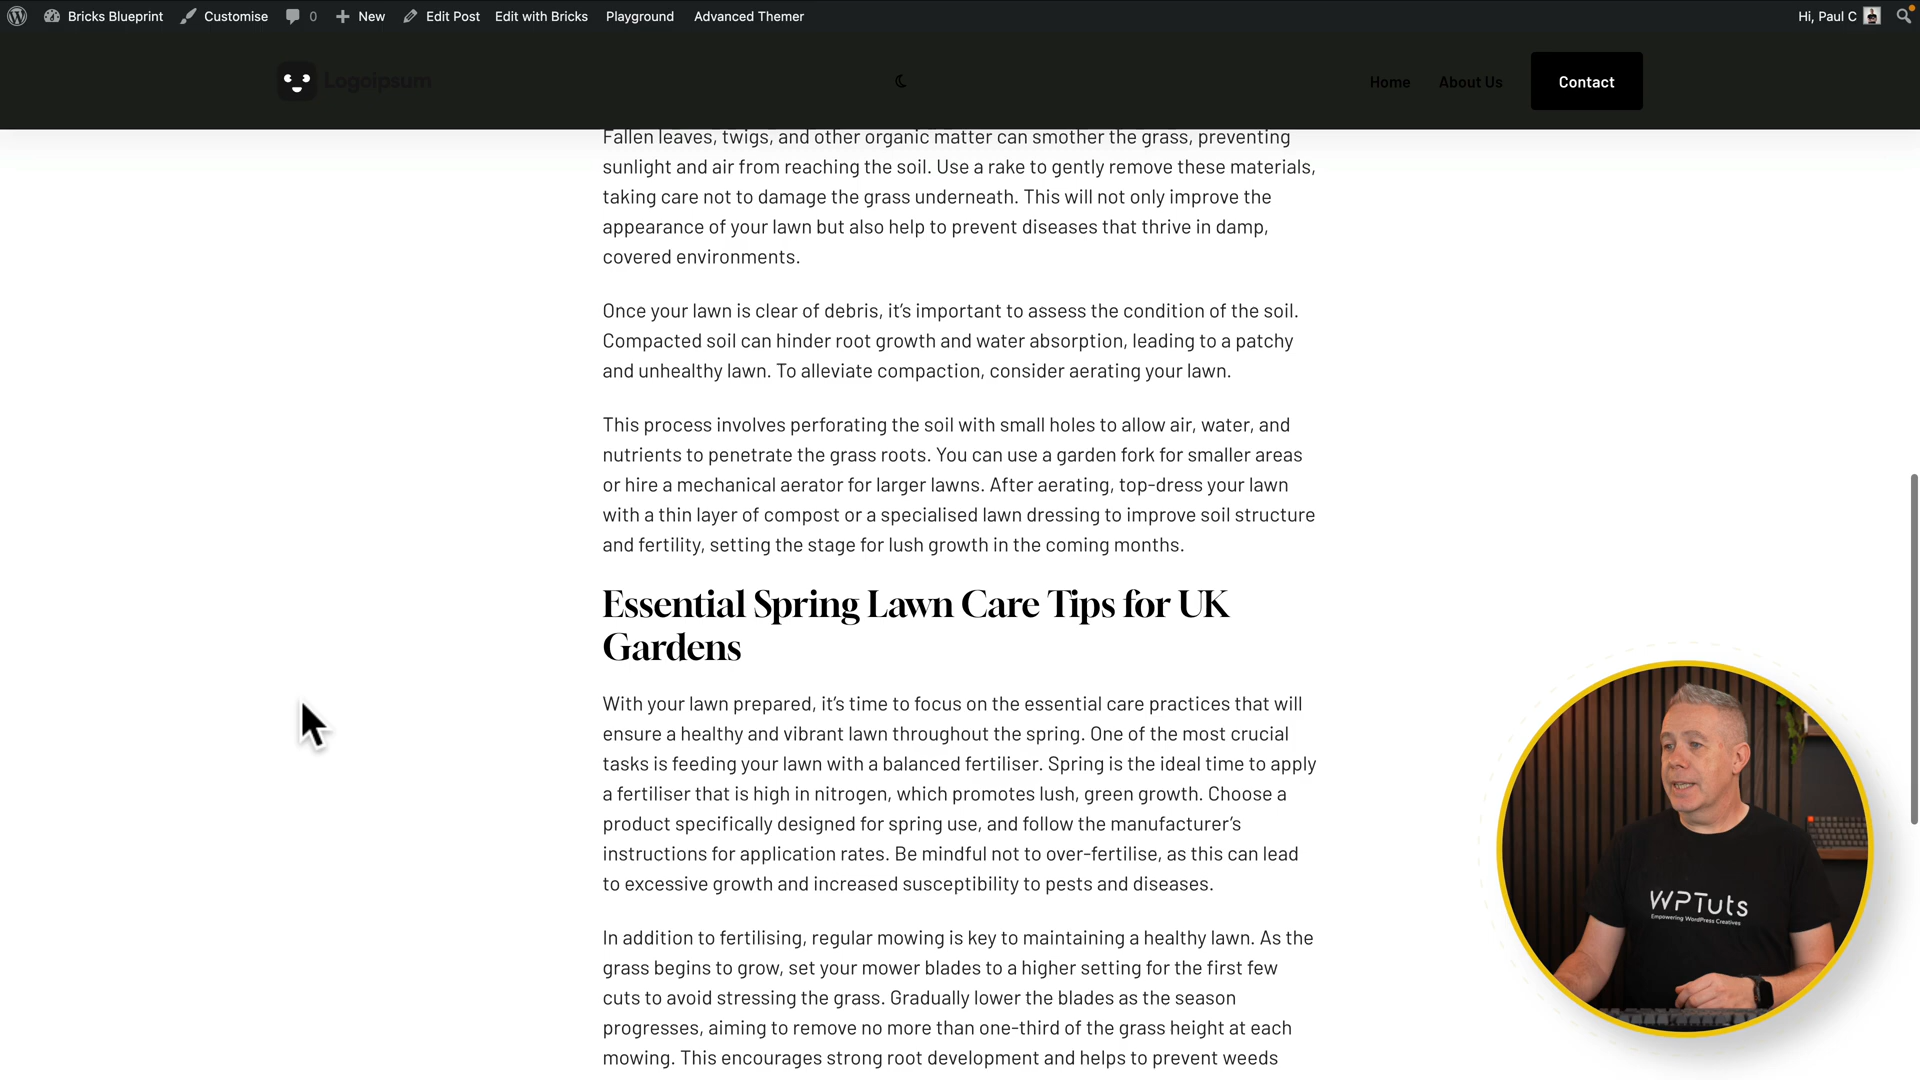 Bricks Blueprint Customise 0 New Edit Post Edit with Bricks Playground Advanced Themer Hi, Paul C
Logoipsum Home About Us Contact
Fallen leaves, twigs, and other organic matter can smother the grass, preventing
sunlight and air from reaching the soil. Use a rake to gently remove these materials,
taking care not to damage the grass underneath. This will not only improve the
appearance of your lawn but also help to prevent diseases that thrive in damp,
covered environments.
Once your lawn is clear of debris, it’s important to assess the condition of the soil.
Compacted soil can hinder root growth and water absorption, leading to a patchy
and unhealthy lawn. To alleviate compaction, consider aerating your lawn.
This process involves perforating the soil with small holes to allow air, water, and
nutrients to penetrate the grass roots. You can use a garden fork for smaller areas
or hire a mechanical aerator for larger lawns. After aerating, top-dress your lawn
with a thin layer of compost or a specialised lawn dressing to improve soil structure
and fertility, setting the stage for lush growth in the coming months.
Essential Spring Lawn Care Tips for UK
Gardens
With your lawn prepared, it’s time to focus on the essential care practices that will
ensure a healthy and vibrant lawn throughout the spring. One of the most crucial
tasks is feeding your lawn with a balanced fertiliser. Spring is the ideal time to apply
a fertiliser that is high in nitrogen, which promotes lush, green growth. Choose a
product specifically designed for spring use, and follow the manufacturer’s
instructions for application rates. Be mindful not to over-fertilise, as this can lead
to excessive growth and increased susceptibility to pests and diseases.
In addition to fertilising, regular mowing is key to maintaining a healthy lawn. As the
grass begins to grow, set your mower blades to a higher setting for the first few
cuts to avoid stressing the grass. Gradually lower the blades as the season
progresses, aiming to remove no more than one-third of the grass height at each
mowing. This encourages strong root development and helps to prevent weeds
WPTuts
Empowering WordPress Creatives